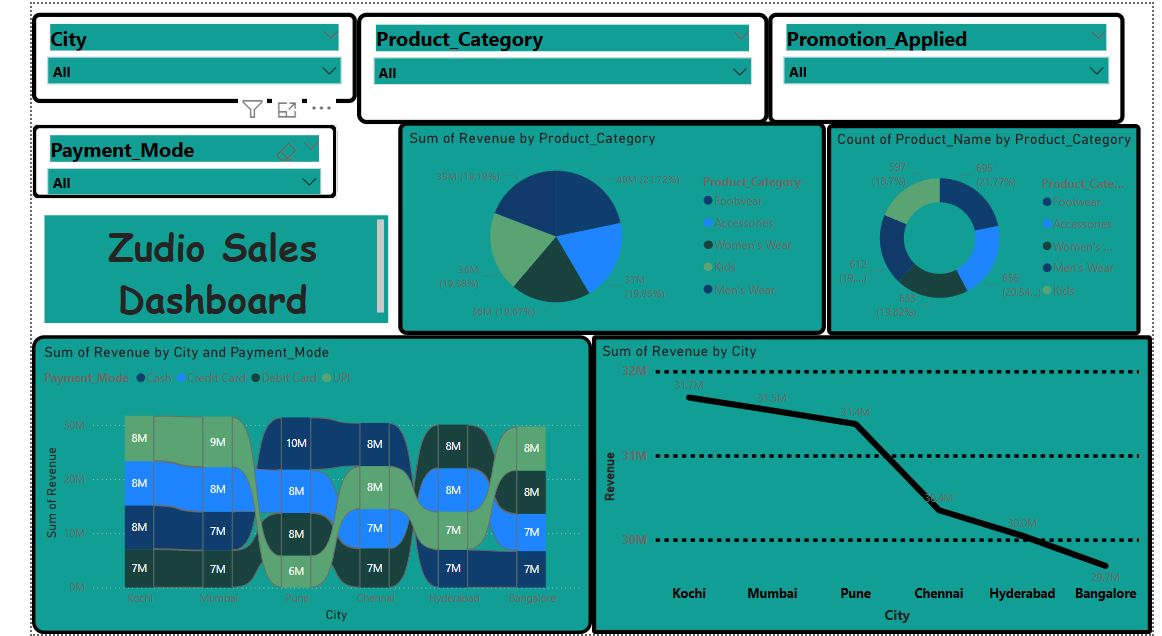 City
All
Product_Category
All
Promotion_Applied
All
Payment_Mode
All
Zudio Sales
Dashboard
Sum of Revenue by Product_Category
35M (19.18%)
40M (21.72%)
36M
(19.58%)
37M
(19.85%)
36M (19.67%)
Product_Category
Footwear
Accessories
Women's Wear
Kids
Men's Wear
Count of Product_Name by Product_Category
597
(18.7%)
695
(21.77%)
612
(19,...)
656
(20.54...)
633
(19.82%)
Product_Cate...
Footwear
Accessories
Women's ...
Men's Wear
Kids
Sum of Revenue by City and Payment_Mode
Payment_Mode Cash Credit Card Debit Card UPI
Sum of Revenue
30M
20M
10M
0M
8M 9M 10M 8M 8M 8M
8M 8M 8M 8M 8M 8M
8M 7M 8M 7M 7M 7M
7M 7M 6M 7M 7M 7M
Kochi Mumbai Pune Chennai Hyderabad Bangalore
City
Sum of Revenue by City
Revenue
32M
31M
30M
31.7M
31.5M
31.4M
30.4M
30.0M
29.7M
Kochi Mumbai Pune Chennai Hyderabad Bangalore
City